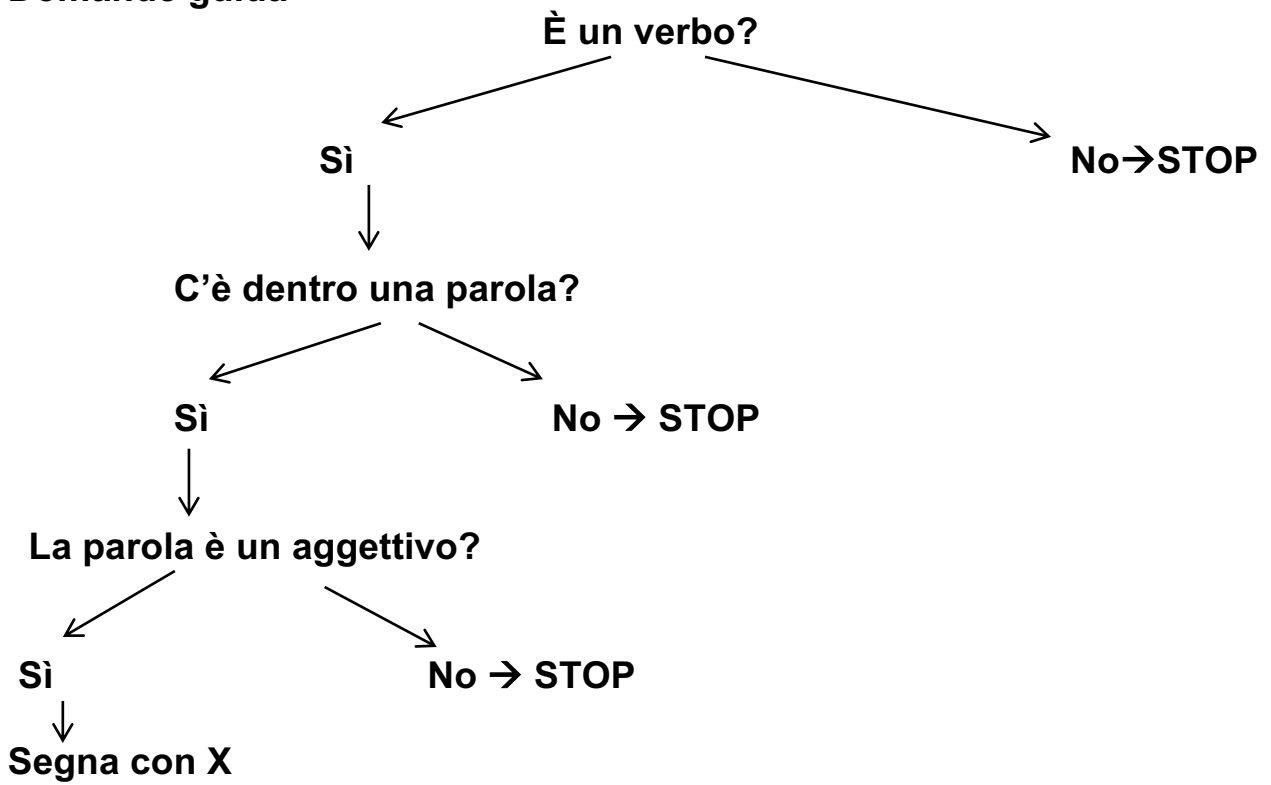 Domande guida
È un verbo?
Sì
No→STOP
C’è dentro una parola?
Sì
No → STOP
La parola è un aggettivo?
Sì
No → STOP
Segna con X